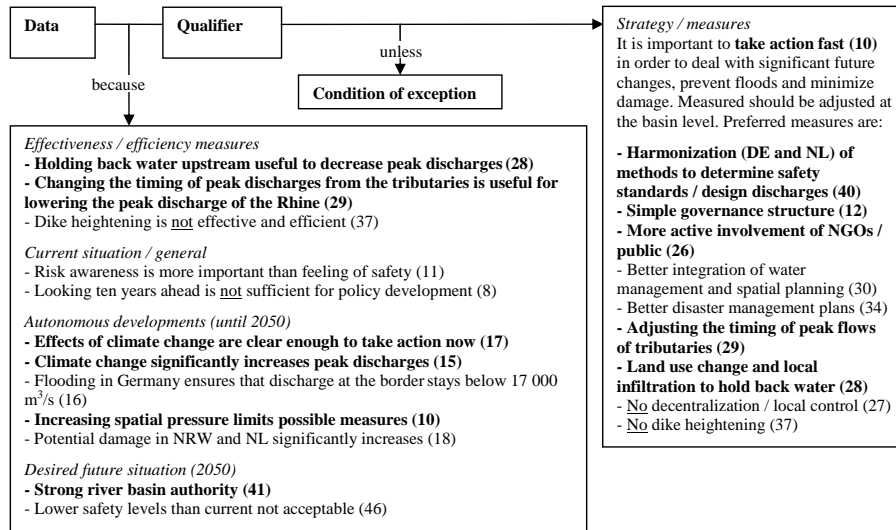 Data
Qualifier
because
unless
Condition of exception
Effectiveness / efficiency measures
- Holding back water upstream useful to decrease peak discharges (28)
- Changing the timing of peak discharges from the tributaries is useful for
lowering the peak discharge of the Rhine (29)
- Dike heightening is not effective and efficient (37)
Current situation / general
- Risk awareness is more important than feeling of safety (11)
- Looking ten years ahead is not sufficient for policy development (8)
Autonomous developments (until 2050)
- Effects of climate change are clear enough to take action now (17)
- Climate change significantly increases peak discharges (15)
- Flooding in Germany ensures that discharge at the border stays below 17 000
m³/s (16)
- Increasing spatial pressure limits possible measures (10)
- Potential damage in NRW and NL significantly increases (18)
Desired future situation (2050)
- Strong river basin authority (41)
- Lower safety levels than current not acceptable (46)
Strategy / measures
It is important to take action fast (10)
in order to deal with significant future
changes, prevent floods and minimize
damage. Measured should be adjusted at
the basin level. Preferred measures are:
- Harmonization (DE and NL) of
methods to determine safety
standards / design discharges (40)
- Simple governance structure (12)
- More active involvement of NGOs /
public (26)
- Better integration of water
management and spatial planning (30)
- Better disaster management plans (34)
- Adjusting the timing of peak flows
of tributaries (29)
- Land use change and local
infiltration to hold back water (28)
- No decentralization / local control (27)
- No dike heightening (37)